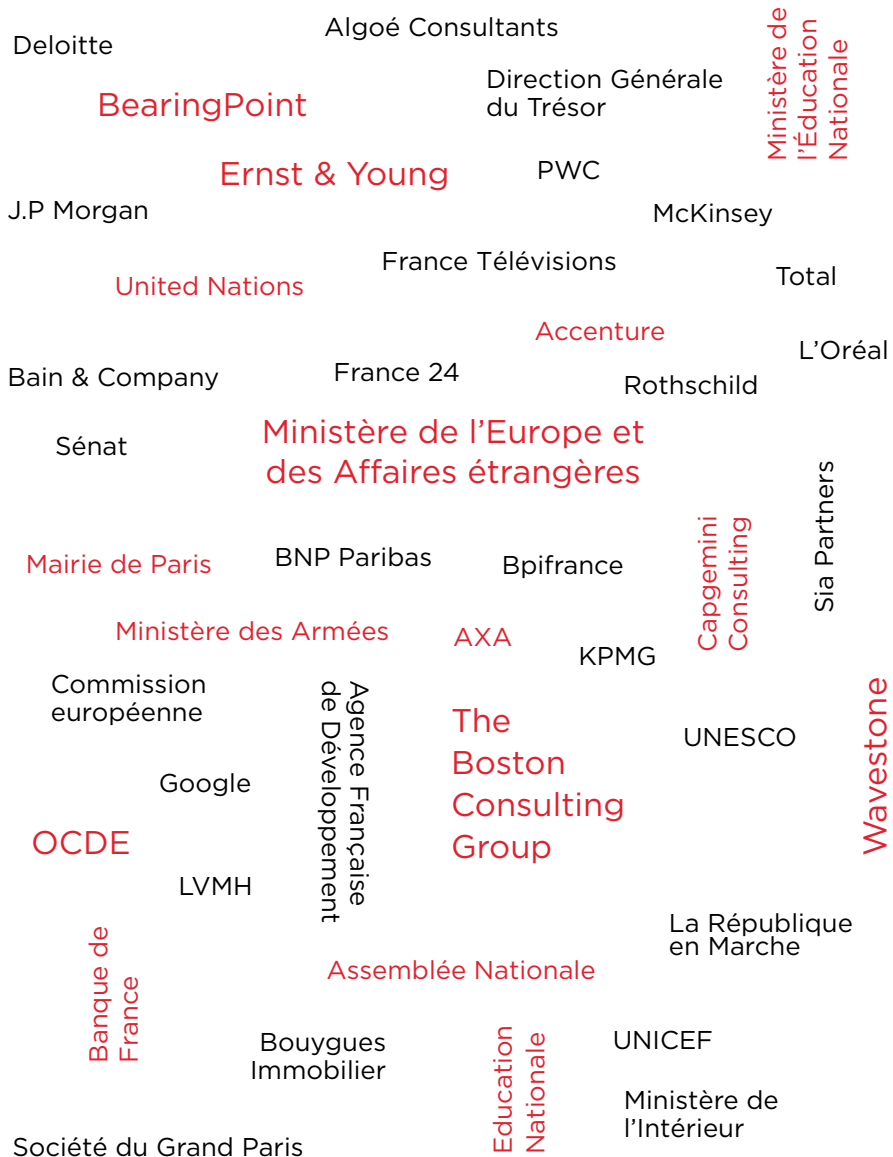 Algoé Consultants
Deloitte
Ministère de
l'Éducation
Nationale
Direction Générale
du Trésor
BearingPoint
Ernst & Young
PWC
J.P Morgan
McKinsey
France Télévisions
Total
United Nations
Accenture
L'Oréal
France 24
Bain & Company
Rothschild
Ministère de l'Europe et
des Affaires étrangères
Sénat
Sia Partners
Capgemini
Consulting
BNP Paribas
Mairie de Paris
Bpifrance
Ministère des Armées
AXA
KPMG
Commission
européenne
Agence Française
de Développement
The
Boston
Consulting
Group
UNESCO
Wavestone
Google
OCDE
LVMH
La République
en Marche
Banque de
France
Assemblée Nationale
Bouygues
Immobilier
Education
Nationale
UNICEF
Ministère de
l'Intérieur
Société du Grand Paris